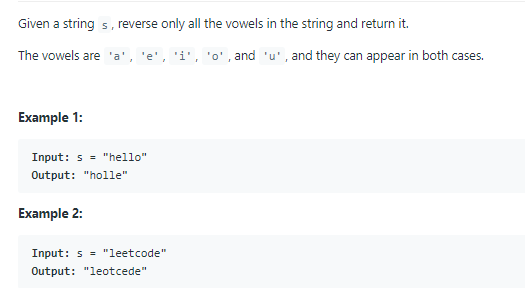 Given a string s, reverse only all the vowels in the string and return it.
The vowels are 'a', 'e', 'i', 'o', and 'u', and they can appear in both cases.
Example 1:
Input: s = "hello"
Output: "holle"
Example 2:
Input: s = "leetcode"
Output: "leotcede"